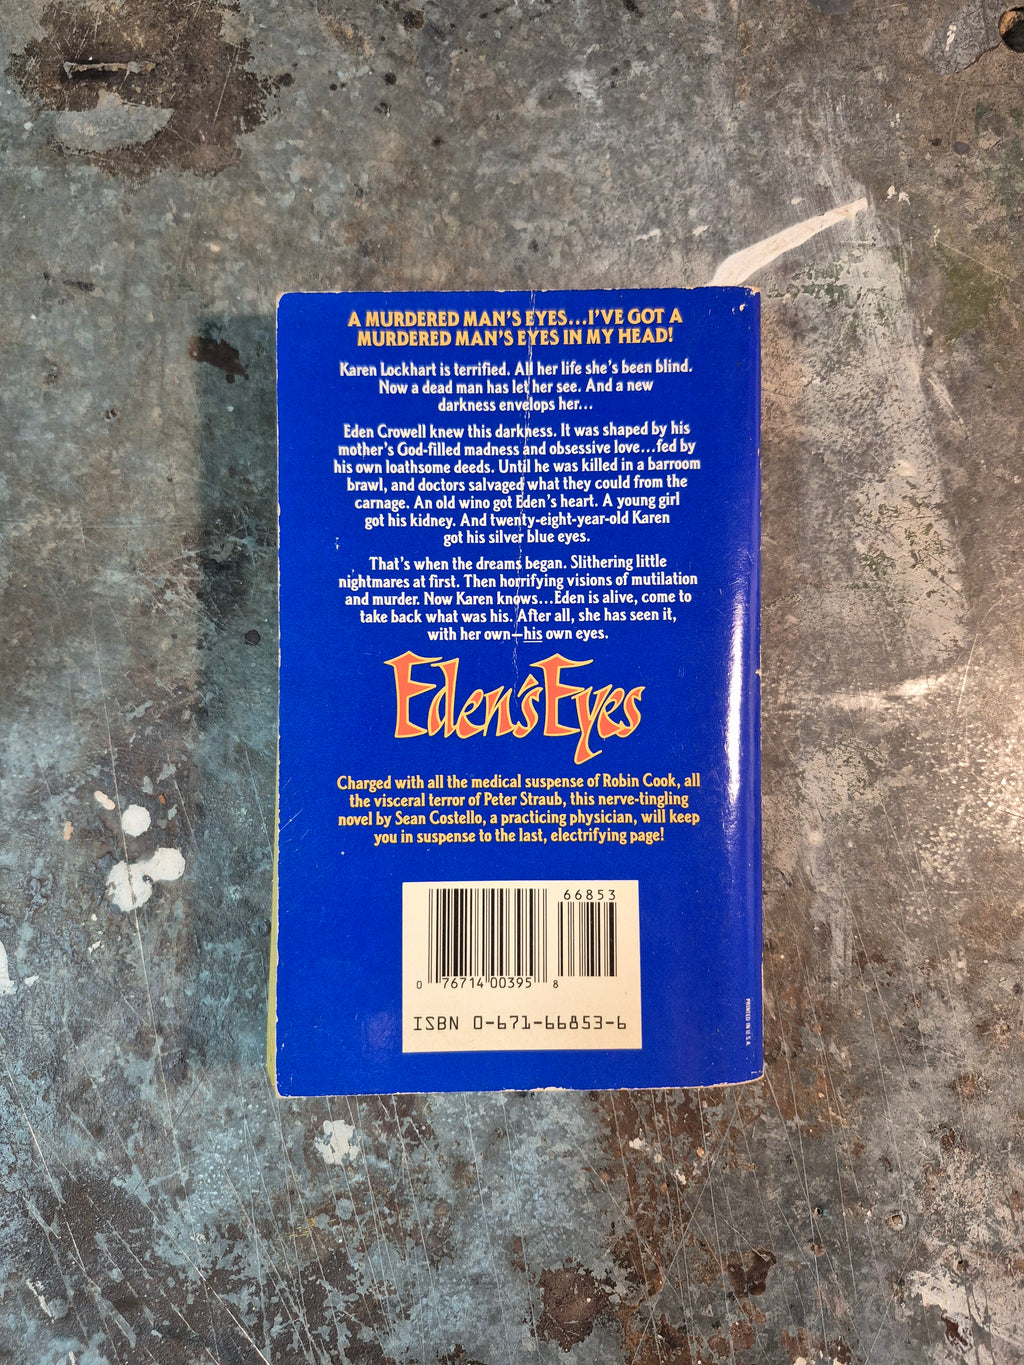 A MURDERED MAN'S EYES...I'VE GOT A
MURDERED MAN'S EYES IN MY HEAD!
Karen Lockhart is terrified. All her life she's been blind.
Now a dead man has let her see. And a new
darkness envelops her...
Eden Crowell knew this darkness. It was shaped by his
mother's God-filled madness and obsessive love...fed by
his own loathsome deeds. Until he was killed in a barroom
brawl, and doctors salvaged what they could from the
carnage. An old wino got Eden's heart. A young girl
got his kidney. And twenty-eight-year-old Karen
got his silver blue eyes.
That's when the dreams began. Slithering little
nightmares at first. Then horrifying visions of mutilation
and murder. Now Karen knows...Eden is alive, come to
take back what was his. After all, she has seen it,
with her own—his own eyes.
Eden's Eyes
Charged with all the medical suspense of Robin Cook, all
the visceral terror of Peter Straub, this nerve-tingling
novel by Sean Costello, a practicing physician, will keep
you in suspense to the last, electrifying page!
66853
0 76714 00395 8
ISBN 0-671-66853-6
PRINTED IN U.S.A.